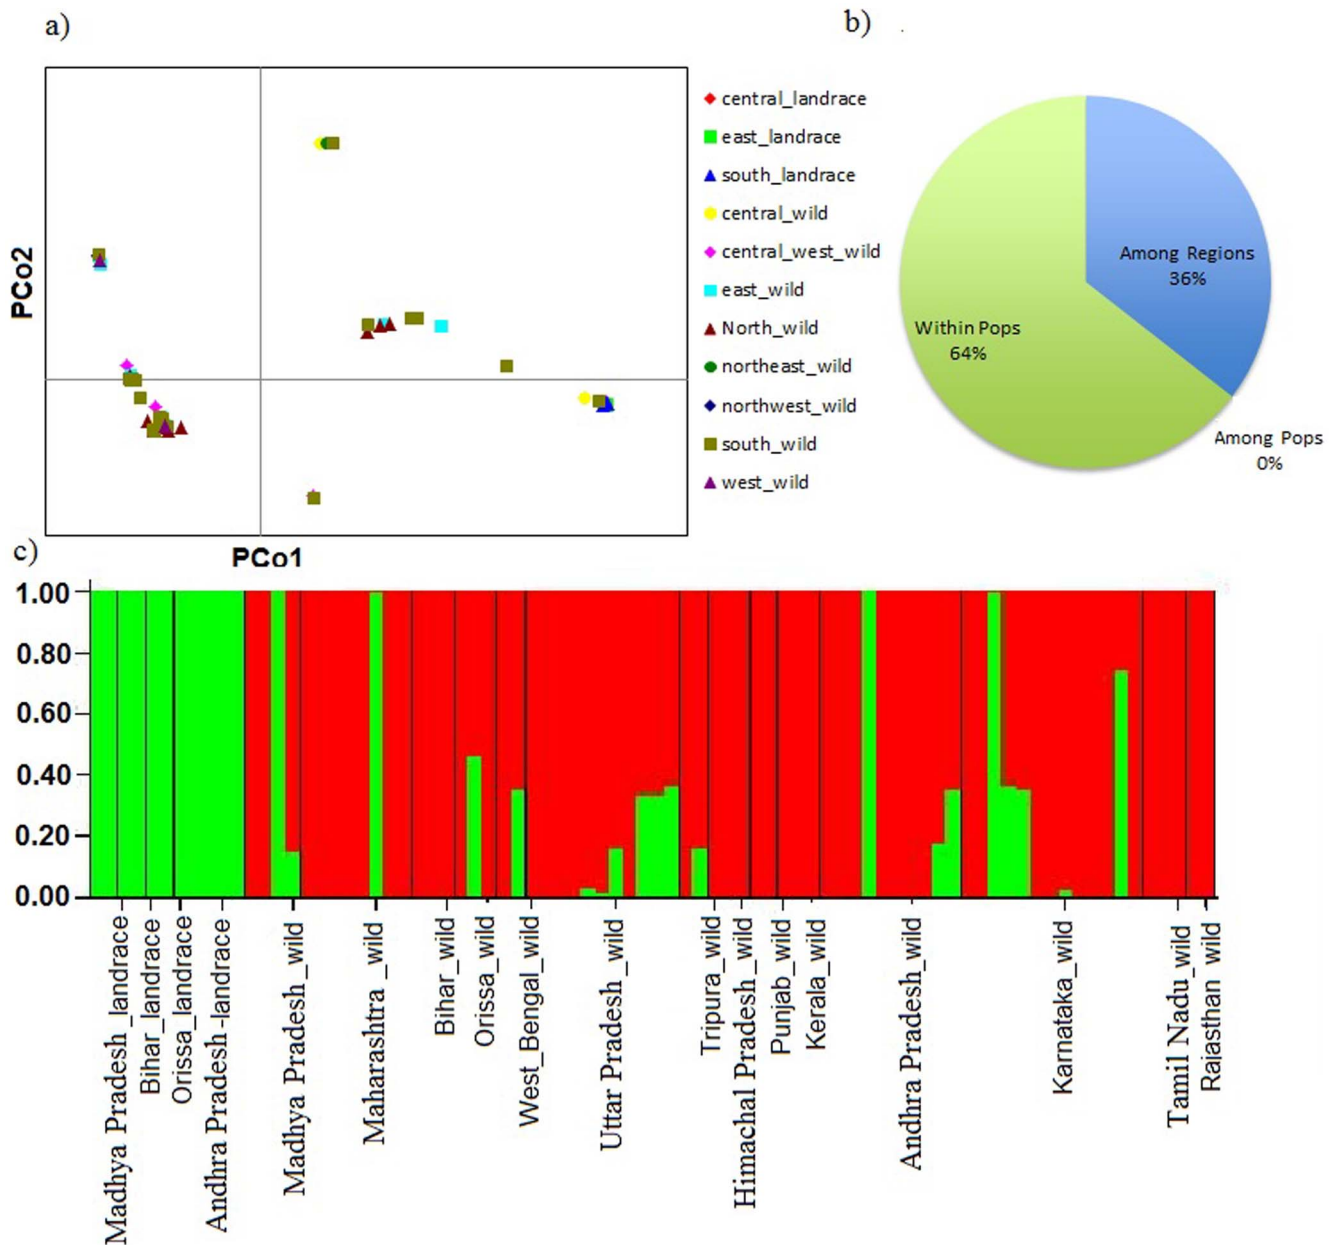 a)
b)
PCo2
PCo1
central_landrace
east_landrace
south_landrace
central_wild
central_west_wild
east_wild
North_wild
northeast_wild
northwest_wild
south_wild
west_wild
Among Regions
36%
Within Pops
64%
Among Pops
0%
c)
1.00
0.80
0.60
0.40
0.20
0.00
Madhya Pradesh_landrace
Bihar_landrace
Orissa_landrace
Andhra Pradesh-landrace
Madhya Pradesh_wild
Maharashtra _wild
Bihar_wild
Orissa_wild
West_Bengal_wild
Uttar Pradesh _wild
Tripura_wild
Himachal Pradesh_wild
Punjab_wild
Kerala_wild
Andhra Pradesh_wild
Karnataka_wild
Tamil Nadu_wild
Rajasthan_wild